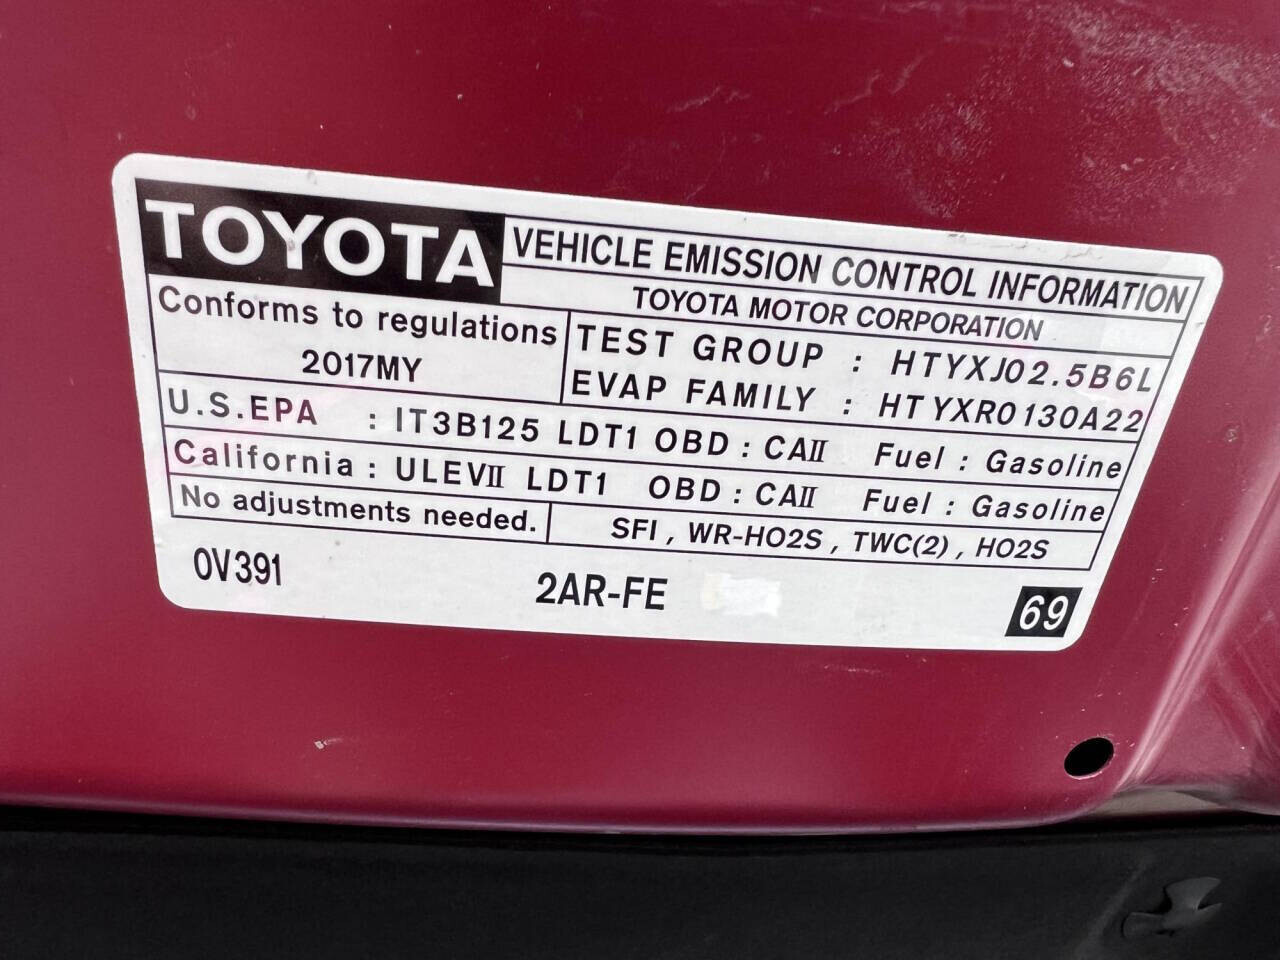 TOYOTA
VEHICLE EMISSION CONTROL INFORMATION
TOYOTA MOTOR CORPORATION
Conforms to regulations
2017MY
TEST GROUP : HTYXJ02.5B6L
EVAP FAMILY : HTYXR0130A22
U.S.EPA : IT3B125 LDT1 OBD : CAⅡ Fuel : Gasoline
California : ULEVⅡ LDT1 OBD : CAⅡ Fuel : Gasoline
No adjustments needed.
SFI , WR-HO2S , TWC(2) , HO2S
0V391
2AR-FE
69